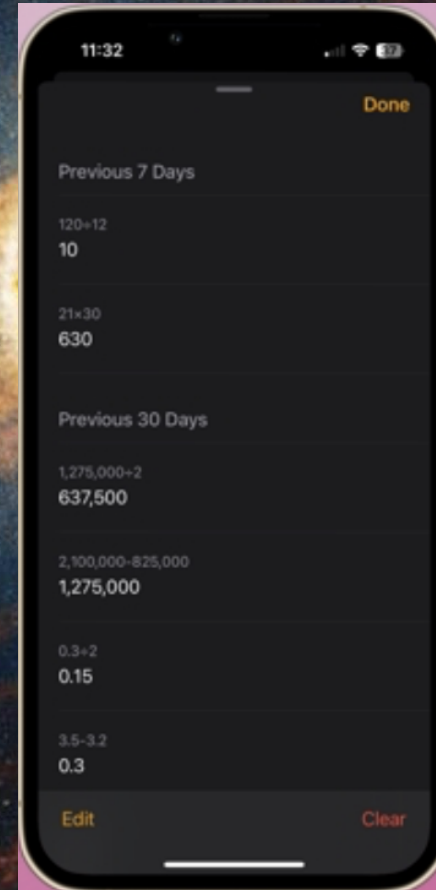 11:32
37
Done
Previous 7 Days
120÷12
10
21×30
630
Previous 30 Days
1,275,000÷2
637,500
2,100,000-825,000
1,275,000
0.3÷2
0.15
3.5-3.2
0.3
Edit
Clear